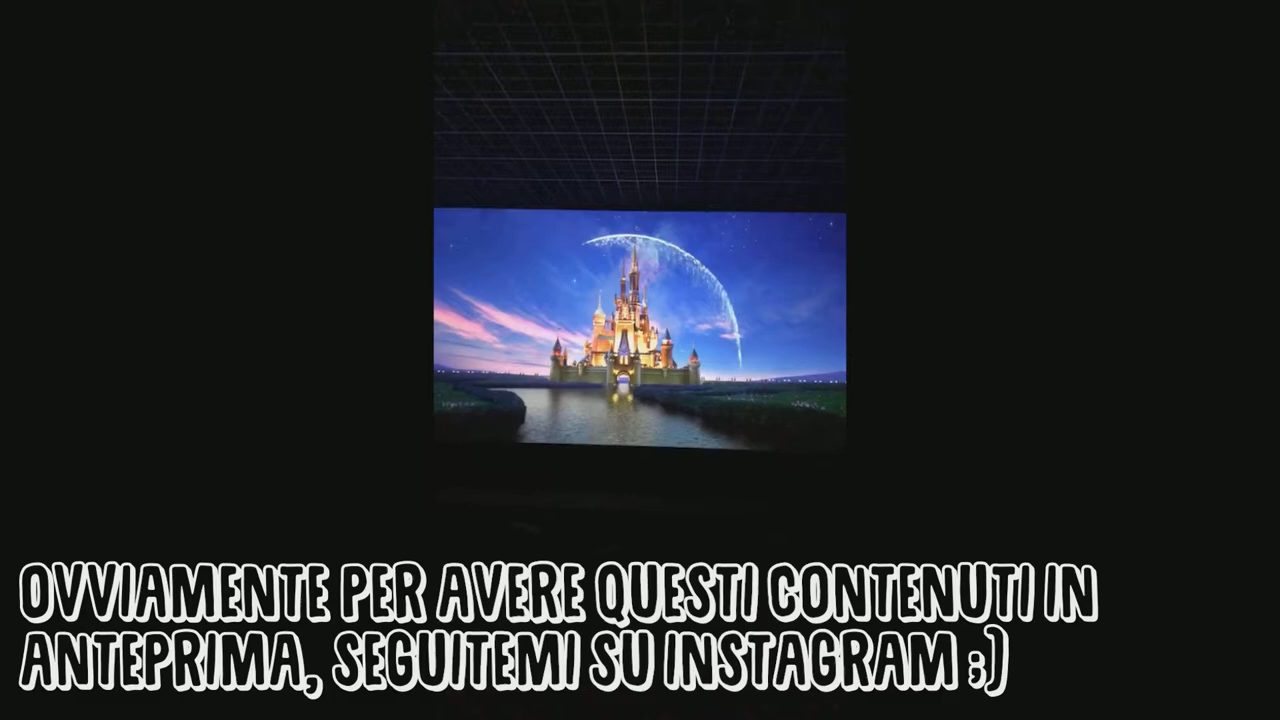 OVVIAMENTE PER AVERE QUESTI CONTENUTI IN
ANTEPRIMA, SEGUITEMI SU INSTAGRAM ;)